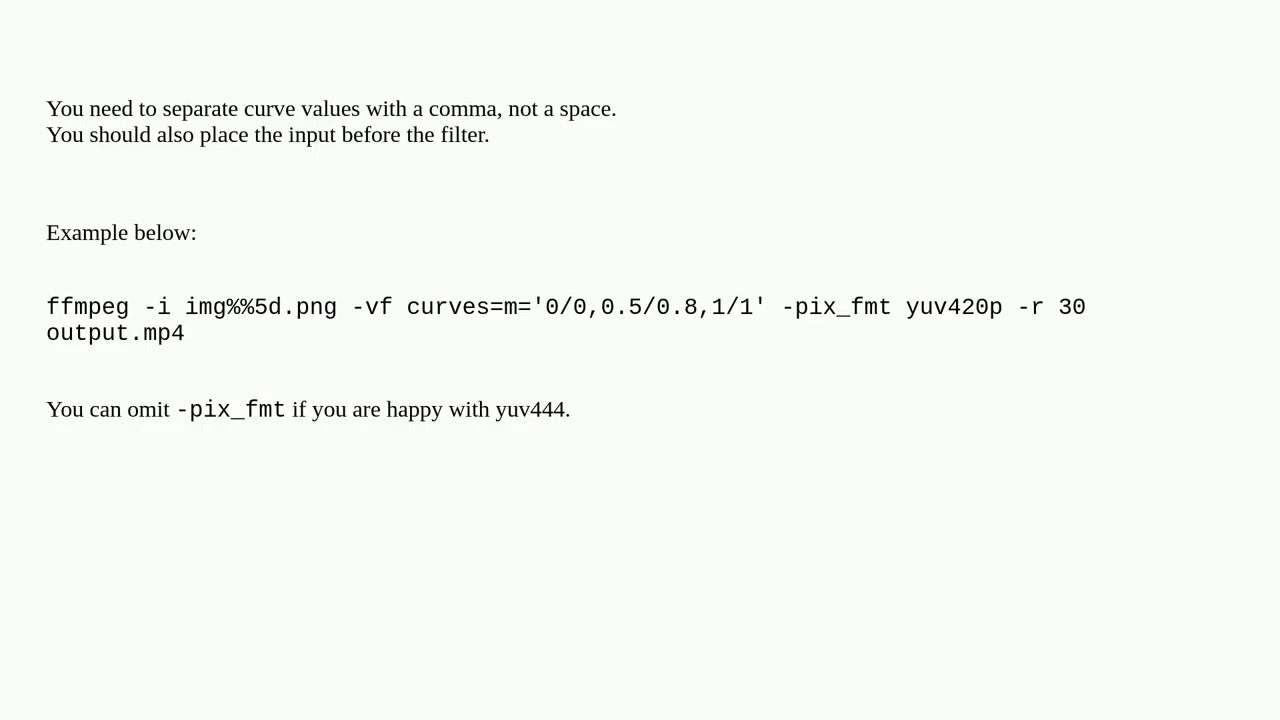 You need to separate curve values with a comma, not a space.
You should also place the input before the filter.
Example below:
ffmpeg -i img%%5d.png -vf curves=m='0/0,0.5/0.8,1/1' -pix_fmt yuv420p -r 30
output.mp4
You can omit -pix_fmt if you are happy with yuv444.